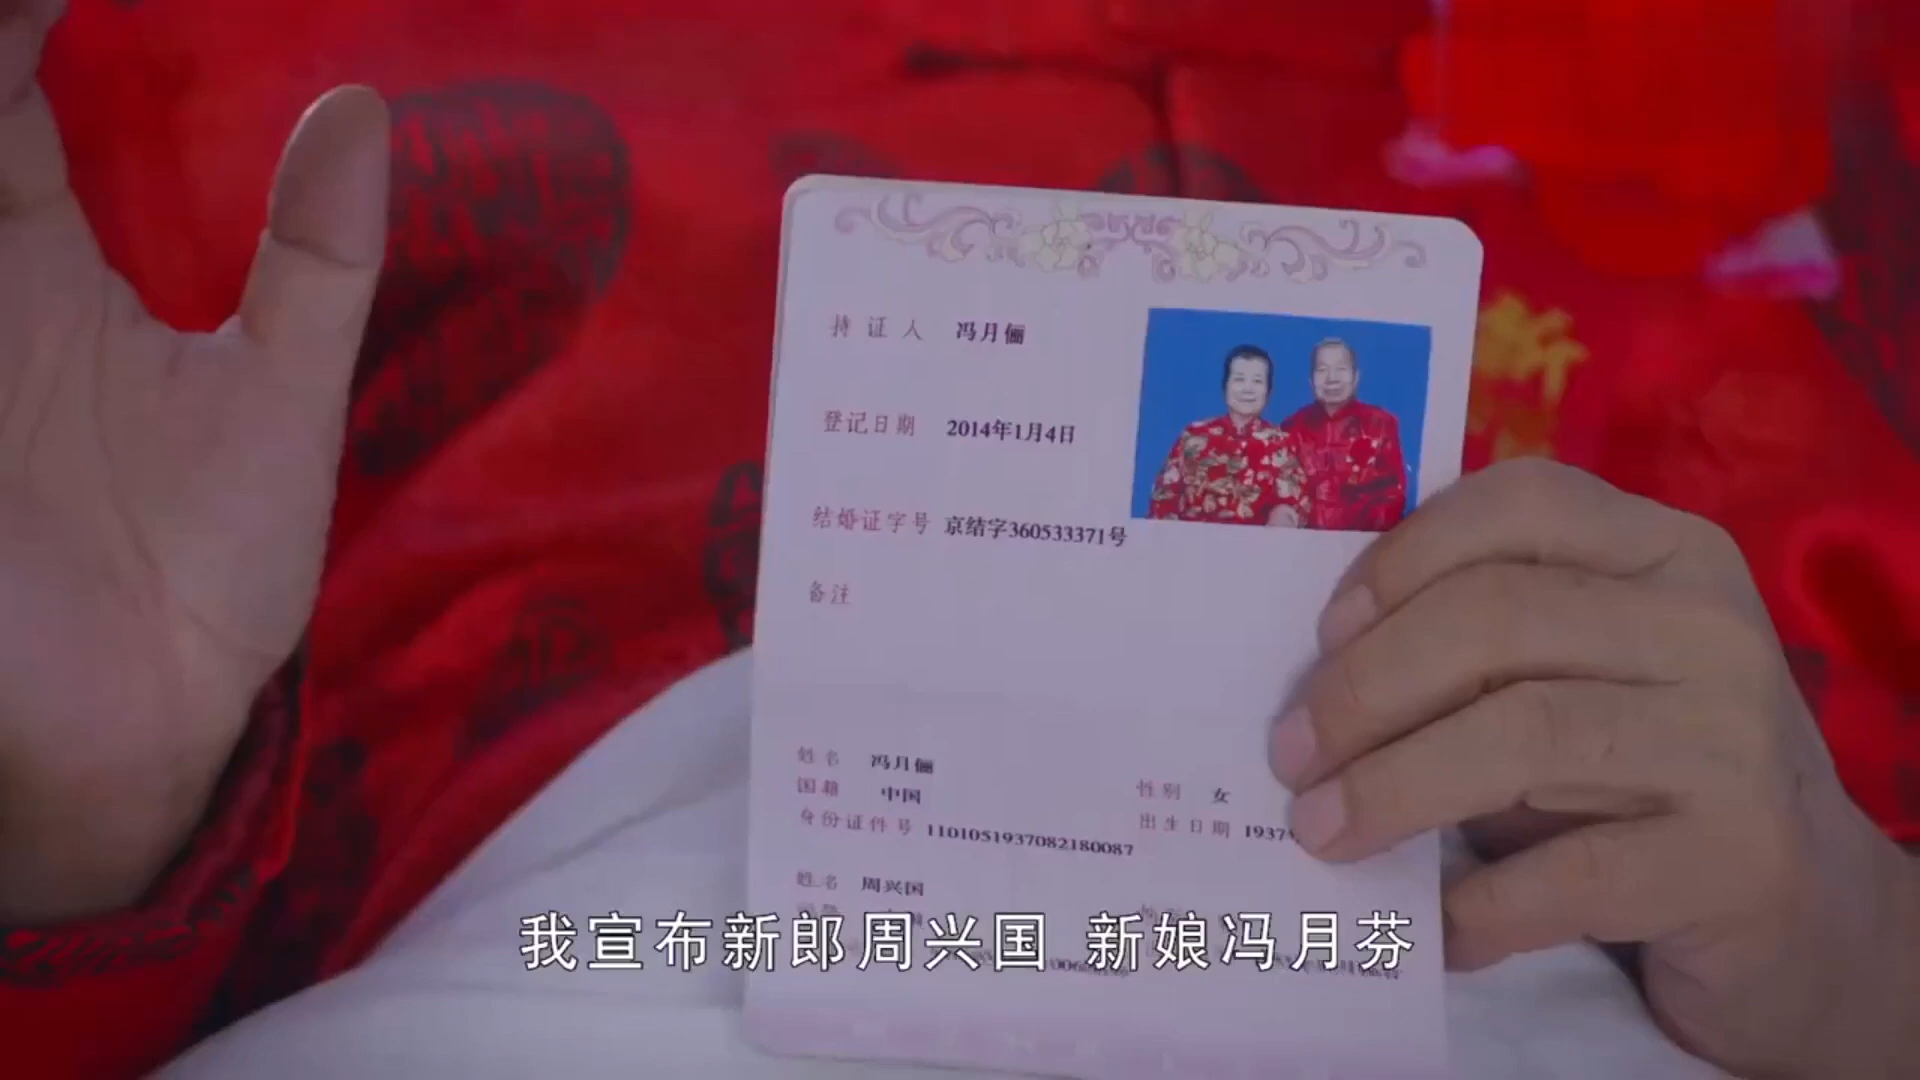 持证人 冯月俪
登记日期 2014年1月4日
结婚证字号 京结字360533371号
备注
姓名 冯月俪
国籍 中国 性别 女
身份证件号 1101051937082180087 出生日期 1937
姓名 周兴国
我宣布新郎周兴国 新娘冯月芬